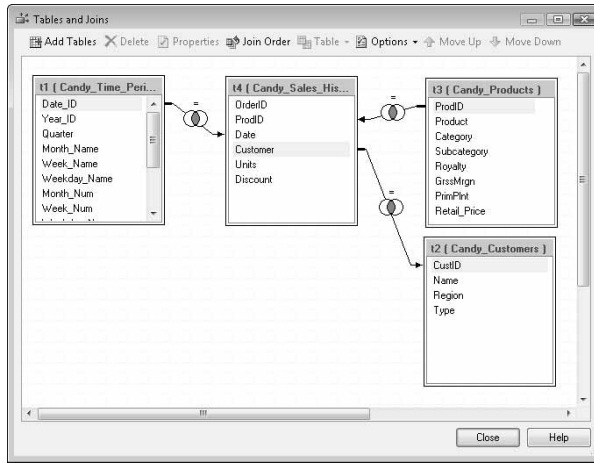 Tables and Joins
Add Tables Delete Properties Join Order Table Options Move Up Move Down
t1 ( Candy_Time_Peri...
Date_ID
Year_ID
Quarter
Month_Name
Week_Name
Weekday_Name
Month_Num
Week_Num
=
t4 ( Candy_Sales_His...
OrderID
ProdID
Date
Customer
Units
Discount
=
t3 ( Candy_Products )
ProdID
Product
Category
Subcategory
Royalty
GrssMrgn
PrimPlnt
Retail_Price
=
t2 ( Candy_Customers )
CustID
Name
Region
Type
Close Help